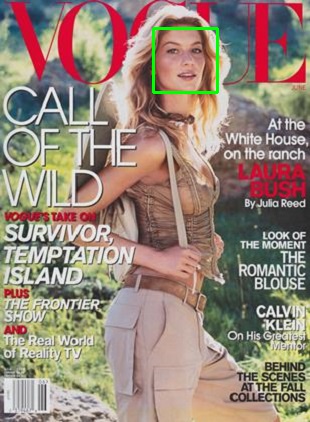 VOGUE
JUNE
CALL
OF THE
WILD
VOGUE'S TAKE ON
SURVIVOR,
TEMPTATION
ISLAND
PLUS
THE FRONTIER
SHOW
AND
The Real World
of Reality TV
At the
White House,
on the ranch
LAURA
BUSH
By Julia Reed
LOOK OF
THE MOMENT
THE
ROMANTIC
BLOUSE
CALVIN
KLEIN
On His Greatest
Mentor
BEHIND
THE SCENES
AT THE FALL
COLLECTIONS